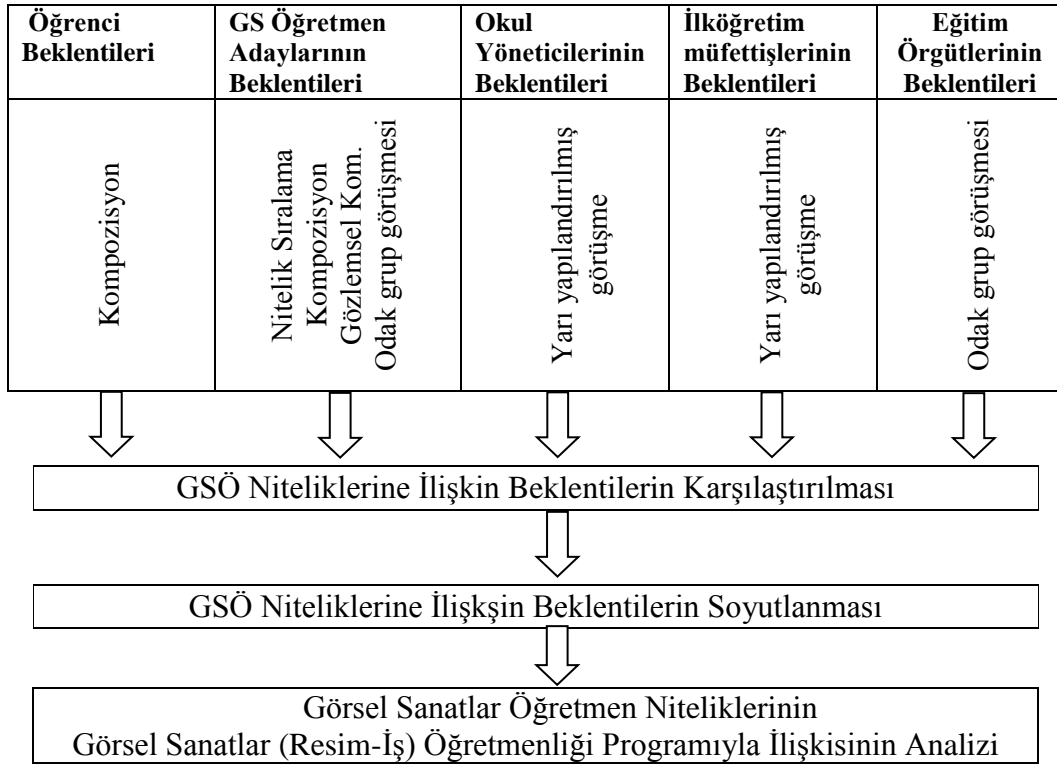 Öğrenci
Beklentileri
GS Öğretmen
Adaylarının
Beklentileri
Okul
Yöneticilerinin
Beklentileri
İlköğretim
müfettişlerinin
Beklentileri
Eğitim
Örgütlerinin
Beklentileri
Kompozisyon
Nitelik Sıralama
Kompozisyon
Gözlemsel Kom.
Odak grup görüşmesi
Yarı yapılandırılmış
görüşme
Yarı yapılandırılmış
görüşme
Odak grup görüşmesi
GSÖ Niteliklerine İlişkin Beklentilerin Karşılaştırılması
GSÖ Niteliklerine İlişkşin Beklentilerin Soyutlanması
Görsel Sanatlar Öğretmen Niteliklerinin
Görsel Sanatlar (Resim-İş) Öğretmenliği Programıyla İlişkisinin Analizi